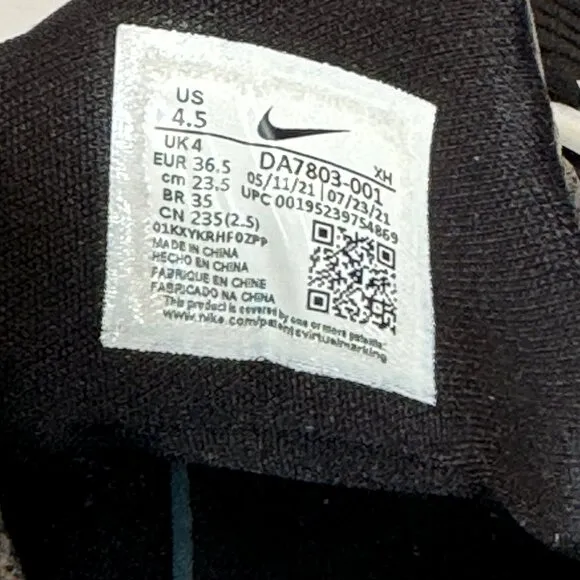 US
4.5
UK 4
EUR 36.5
cm 23.5
BR 35
CN 235(2.5)
XH
DA7803-001
05/11/21 | 07/23/21
UPC 00195239754869
01KXYKRHF0ZPP
MADE IN CHINA
HECHO EN CHINA
FABRIQUE EN CHINE
FABRICADO NA CHINA
This product is covered by one or more patents.
www.nike.com/patentsvirtualmarking